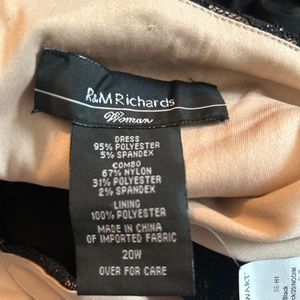 R&M Richards
Woman
DRESS
95% POLYESTER
5% SPANDEX
COMBO
67% NYLON
31% POLYESTER
2% SPANDEX
LINING
100% POLYESTER
MADE IN CHINA
OF IMPORTED FABRIC
20W
OVER FOR CARE
Black